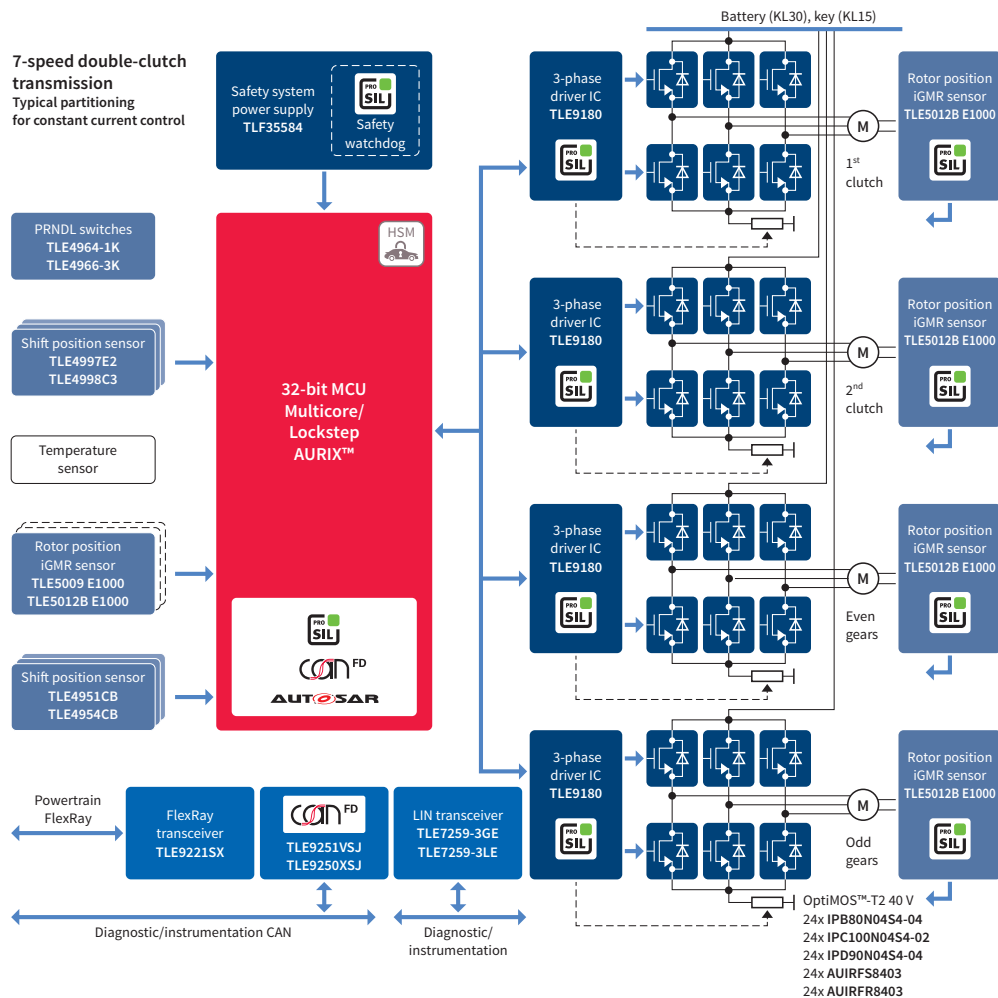 Battery (KL30), key (KL15)
7-speed double-clutch
transmission
Typical partitioning
for constant current control
Safety system
power supply
TLF35584
PRO
SIL
Safety
watchdog
3-phase
driver IC
TLE9180
PRO
SIL
M
1st
clutch
Rotor position
iGMR sensor
TLE5012B E1000
PRO
SIL
PRNDL switches
TLE4964-1K
TLE4966-3K
HSM
Shift position sensor
TLE4997E2
TLE4998C3
32-bit MCU
Multicore/
Lockstep
AURIX™
3-phase
driver IC
TLE9180
PRO
SIL
M
2nd
clutch
Rotor position
iGMR sensor
TLE5012B E1000
PRO
SIL
Temperature
sensor
Rotor position
iGMR sensor
TLE5009 E1000
TLE5012B E1000
3-phase
driver IC
TLE9180
PRO
SIL
M
Even
gears
Rotor position
iGMR sensor
TLE5012B E1000
PRO
SIL
PRO
SIL
CAN FD
AUTOSAR
Shift position sensor
TLE4951CB
TLE4954CB
3-phase
driver IC
TLE9180
PRO
SIL
M
Odd
gears
Rotor position
iGMR sensor
TLE5012B E1000
PRO
SIL
Powertrain
FlexRay
FlexRay
transceiver
TLE9221SX
CAN FD
TLE9251VSJ
TLE9250XSJ
LIN transceiver
TLE7259-3GE
TLE7259-3LE
Diagnostic/instrumentation CAN
Diagnostic/
instrumentation
OptiMOS™-T2 40 V
24x IPB80N04S4-04
24x IPC100N04S4-02
24x IPD90N04S4-04
24x AUIRFS8403
24x AUIRFR8403